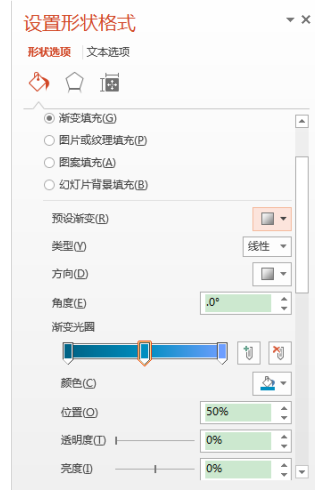 设置形状格式
形状选项 文本选项
渐变填充(G)
图片或纹理填充(P)
图案填充(A)
幻灯片背景填充(B)
预设渐变(R)
类型(Y) 线性
方向(D)
角度(E) .0°
渐变光圈
颜色(C)
位置(O) 50%
透明度(T) 0%
亮度(I) 0%